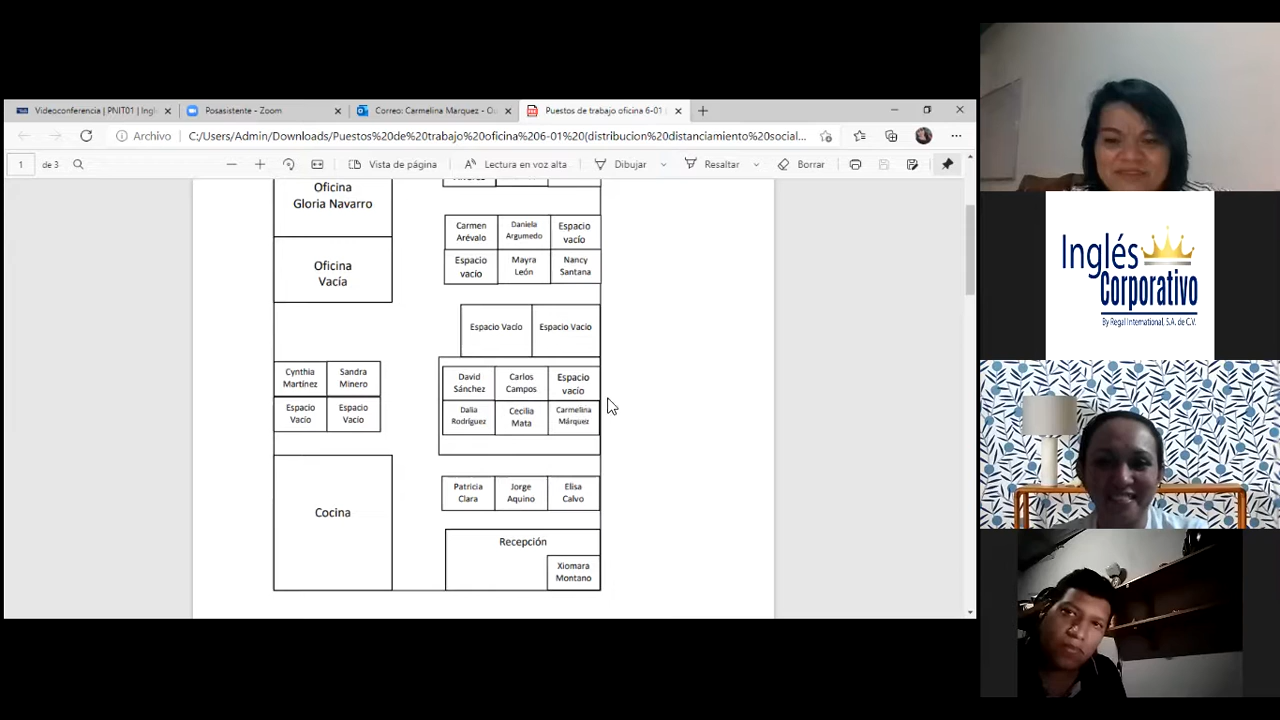 Videoconferencia | PNIT01 | Ingl
Posasistente - Zoom
Correo: Carmelina Marquez - Ou
Puestos de trabajo oficina 6-01 (
Archivo
C:/Users/Admin/Downloads/Puestos%20de%20trabajo%20oficina%206-01%20(distribucion%20distanciamiento%20social...
1
de 3
Vista de página
Lectura en voz alta
Dibujar
Resaltar
Borrar
Oficina
Gloria Navarro
Oficina
Vacía
Carmen
Arévalo
Daniela
Argumedo
Espacio
vacío
Espacio
vacío
Mayra
León
Nancy
Santana
Espacio Vacío
Espacio Vacío
Cynthia
Martínez
Sandra
Minero
Espacio
Vacio
Espacio
Vacio
David
Sánchez
Carlos
Campos
Espacio
vacío
Dalia
Rodríguez
Cecilia
Mata
Carmelina
Márquez
Patricia
Clara
Jorge
Aquino
Elisa
Calvo
Cocina
Recepción
Xiomara
Montano
Inglés
Corporativo
By Regal International, S.A. de C.V.